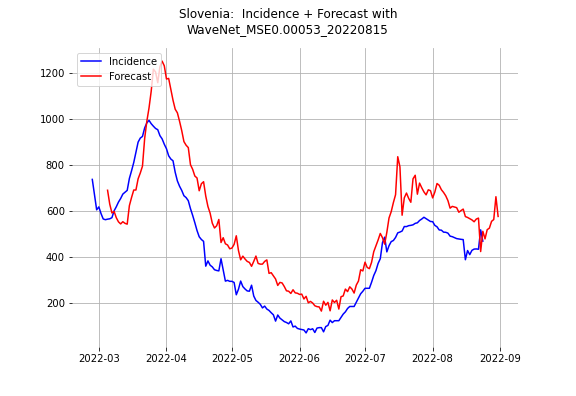 Slovenia:  Incidence + Forecast with
WaveNet_MSE0.00053_20220815
Incidence
Forecast
1200
1000
800
600
400
200
2022-03 2022-04 2022-05 2022-06 2022-07 2022-08 2022-09